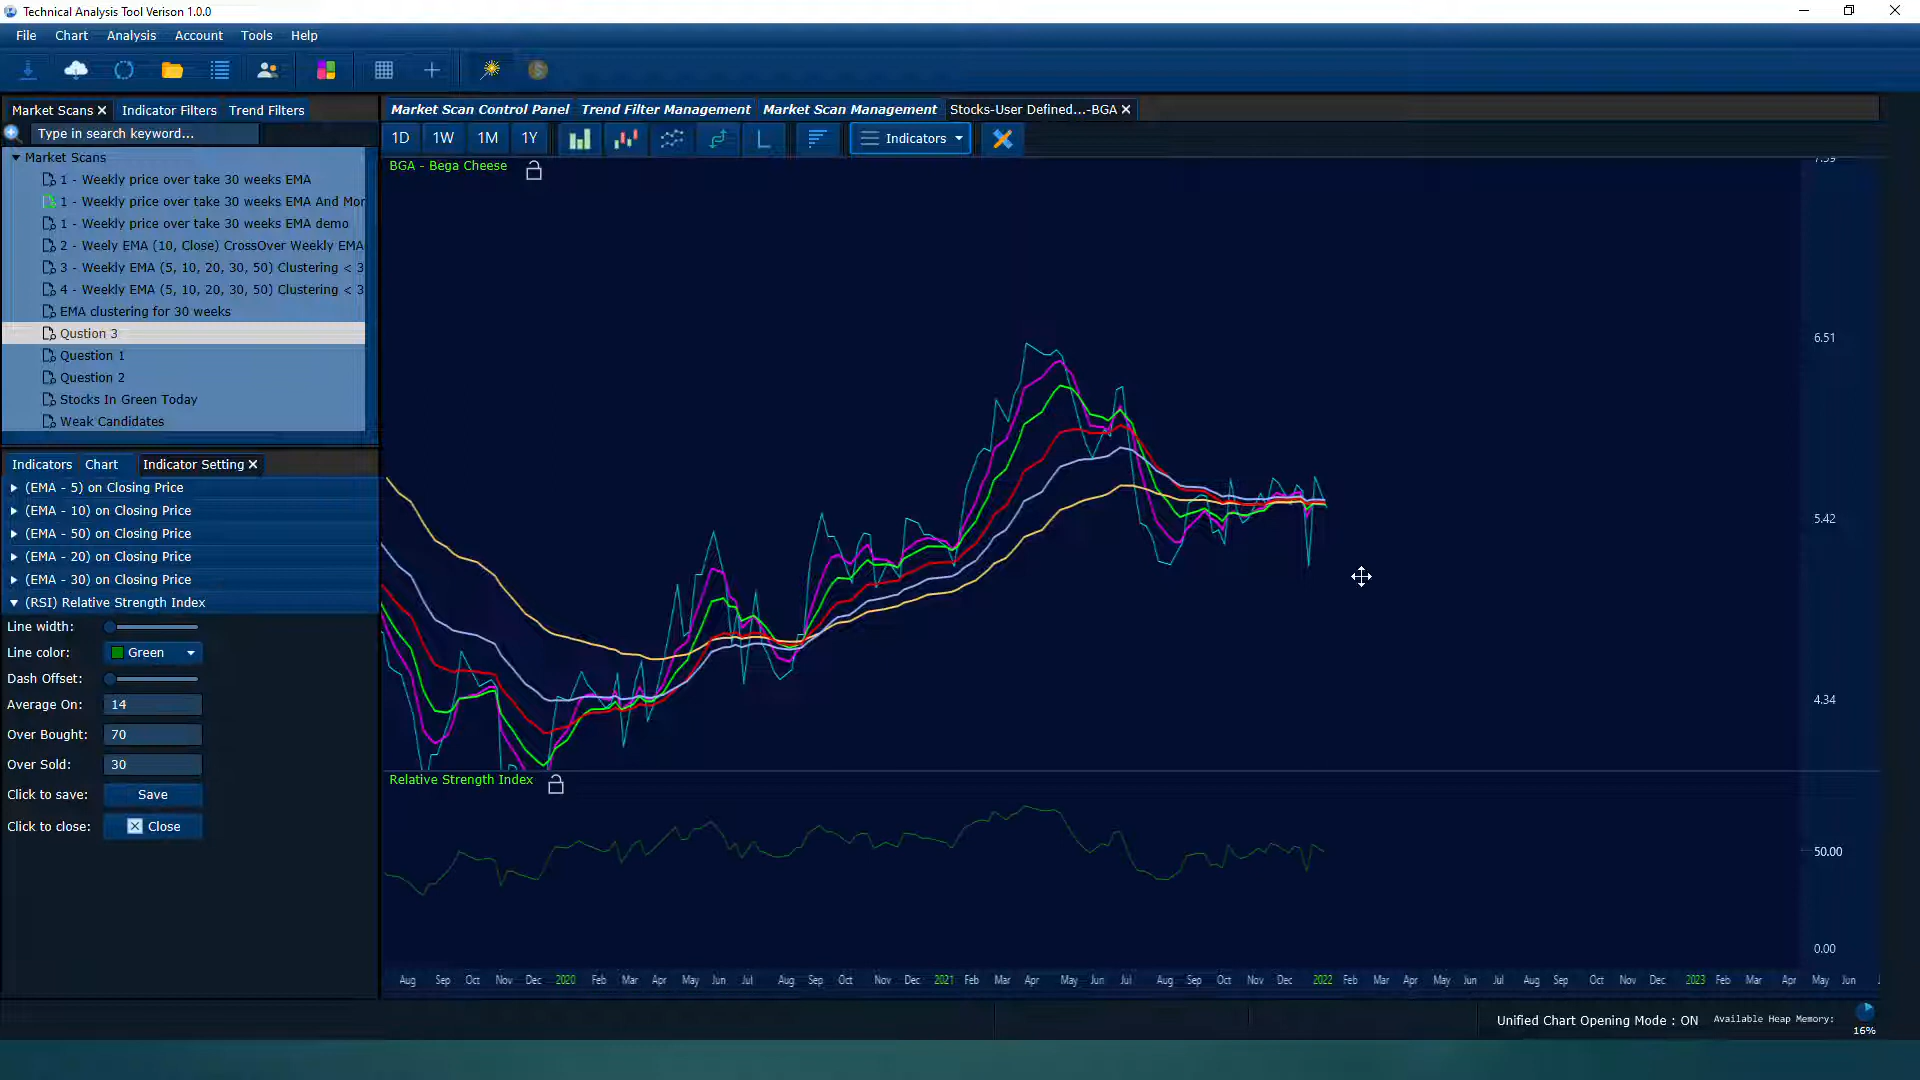 Technical Analysis Tool Verison 1.0.0
File Chart Analysis Account Tools Help
Market Scans Indicator Filters Trend Filters
Type in search keyword...
Market Scans
1 - Weekly price over take 30 weeks EMA
1 - Weekly price over take 30 weeks EMA And Mor
1 - Weekly price over take 30 weeks EMA demo
2 - Weely EMA (10, Close) CrossOver Weekly EMA
3 - Weekly EMA (5, 10, 20, 30, 50) Clustering < 3
4 - Weekly EMA (5, 10, 20, 30, 50) Clustering < 3
EMA clustering for 30 weeks
Qustion 3
Question 1
Question 2
Stocks In Green Today
Weak Candidates
Indicators Chart Indicator Setting
(EMA - 5) on Closing Price
(EMA - 10) on Closing Price
(EMA - 50) on Closing Price
(EMA - 20) on Closing Price
(EMA - 30) on Closing Price
(RSI) Relative Strength Index
Line width:
Line color: Green
Dash Offset:
Average On: 14
Over Bought: 70
Over Sold: 30
Click to save: Save
Click to close: Close
Market Scan Control Panel Trend Filter Management Market Scan Management Stocks-User Defined...-BGA
1D 1W 1M 1Y Indicators
BGA - Bega Cheese
7.59
6.51
5.42
4.34
Relative Strength Index
50.00
0.00
Aug Sep Oct Nov Dec 2020 Feb Mar Apr May Jun Jul Aug Sep Oct Nov Dec 2021 Feb Mar Apr May Jun Jul Aug Sep Oct Nov Dec 2022 Feb Mar Apr May Jun Jul Aug Sep Oct Nov Dec 2023 Feb Mar Apr May Jun
Unified Chart Opening Mode : ON Available Heap Memory:
16%